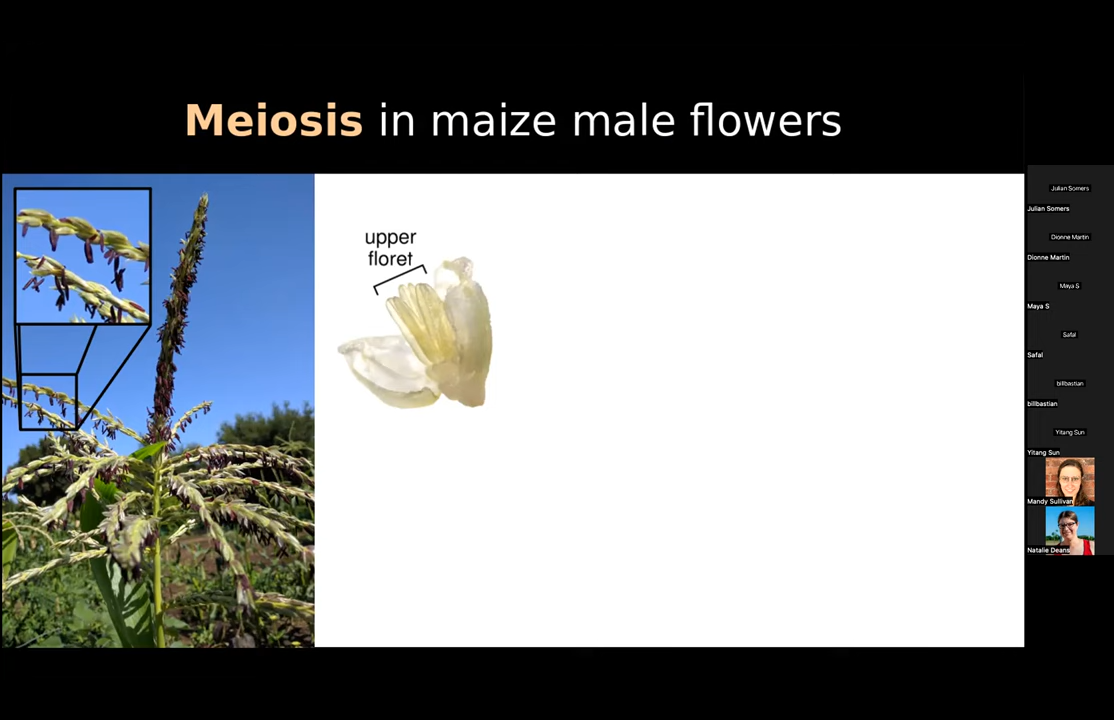 Meiosis in maize male flowers
upper
floret
Julian Somers
Julian Somers
Dionne Martin
Dionne Martin
Maya S
Maya S
Safal
Safal
billbastian
billbastian
Yitang Sun
Yitang Sun
Mandy Sullivan
Natalie Deans